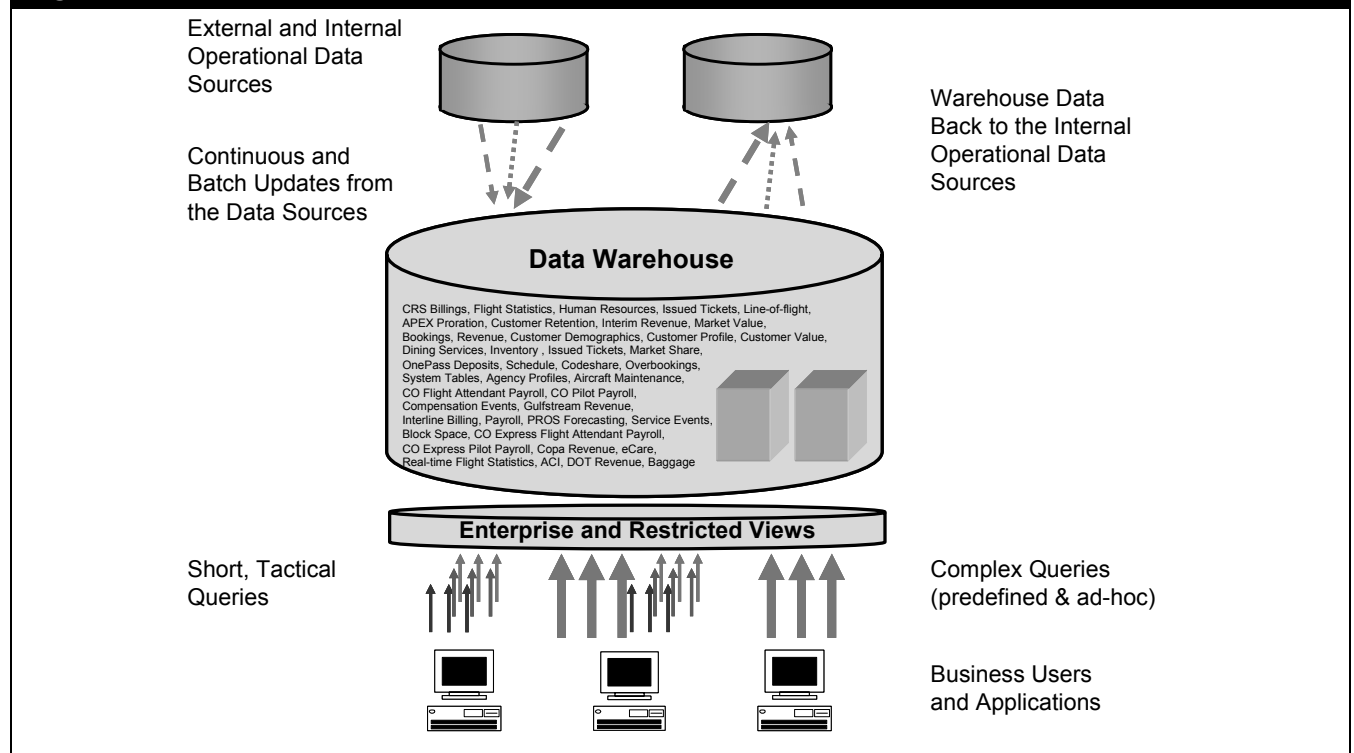 External and Internal
Operational Data
Sources
Warehouse Data
Back to the Internal
Operational Data
Sources
Continuous and
Batch Updates from
the Data Sources
Data Warehouse
CRS Billings, Flight Statistics, Human Resources, Issued Tickets, Line-of-flight,
APEX Proration, Customer Retention, Interim Revenue, Market Value,
Bookings, Revenue, Customer Demographics, Customer Profile, Customer Value,
Dining Services, Inventory , Issued Tickets, Market Share,
OnePass Deposits, Schedule, Codeshare, Overbookings,
System Tables, Agency Profiles, Aircraft Maintenance,
CO Flight Attendant Payroll, CO Pilot Payroll,
Compensation Events, Gulfstream Revenue,
Interline Billing, Payroll, PROS Forecasting, Service Events,
Block Space, CO Express Flight Attendant Payroll,
CO Express Pilot Payroll, Copa Revenue, eCare,
Real-time Flight Statistics, ACI, DOT Revenue, Baggage
Enterprise and Restricted Views
Short, Tactical
Queries
Complex Queries
(predefined & ad-hoc)
Business Users
and Applications